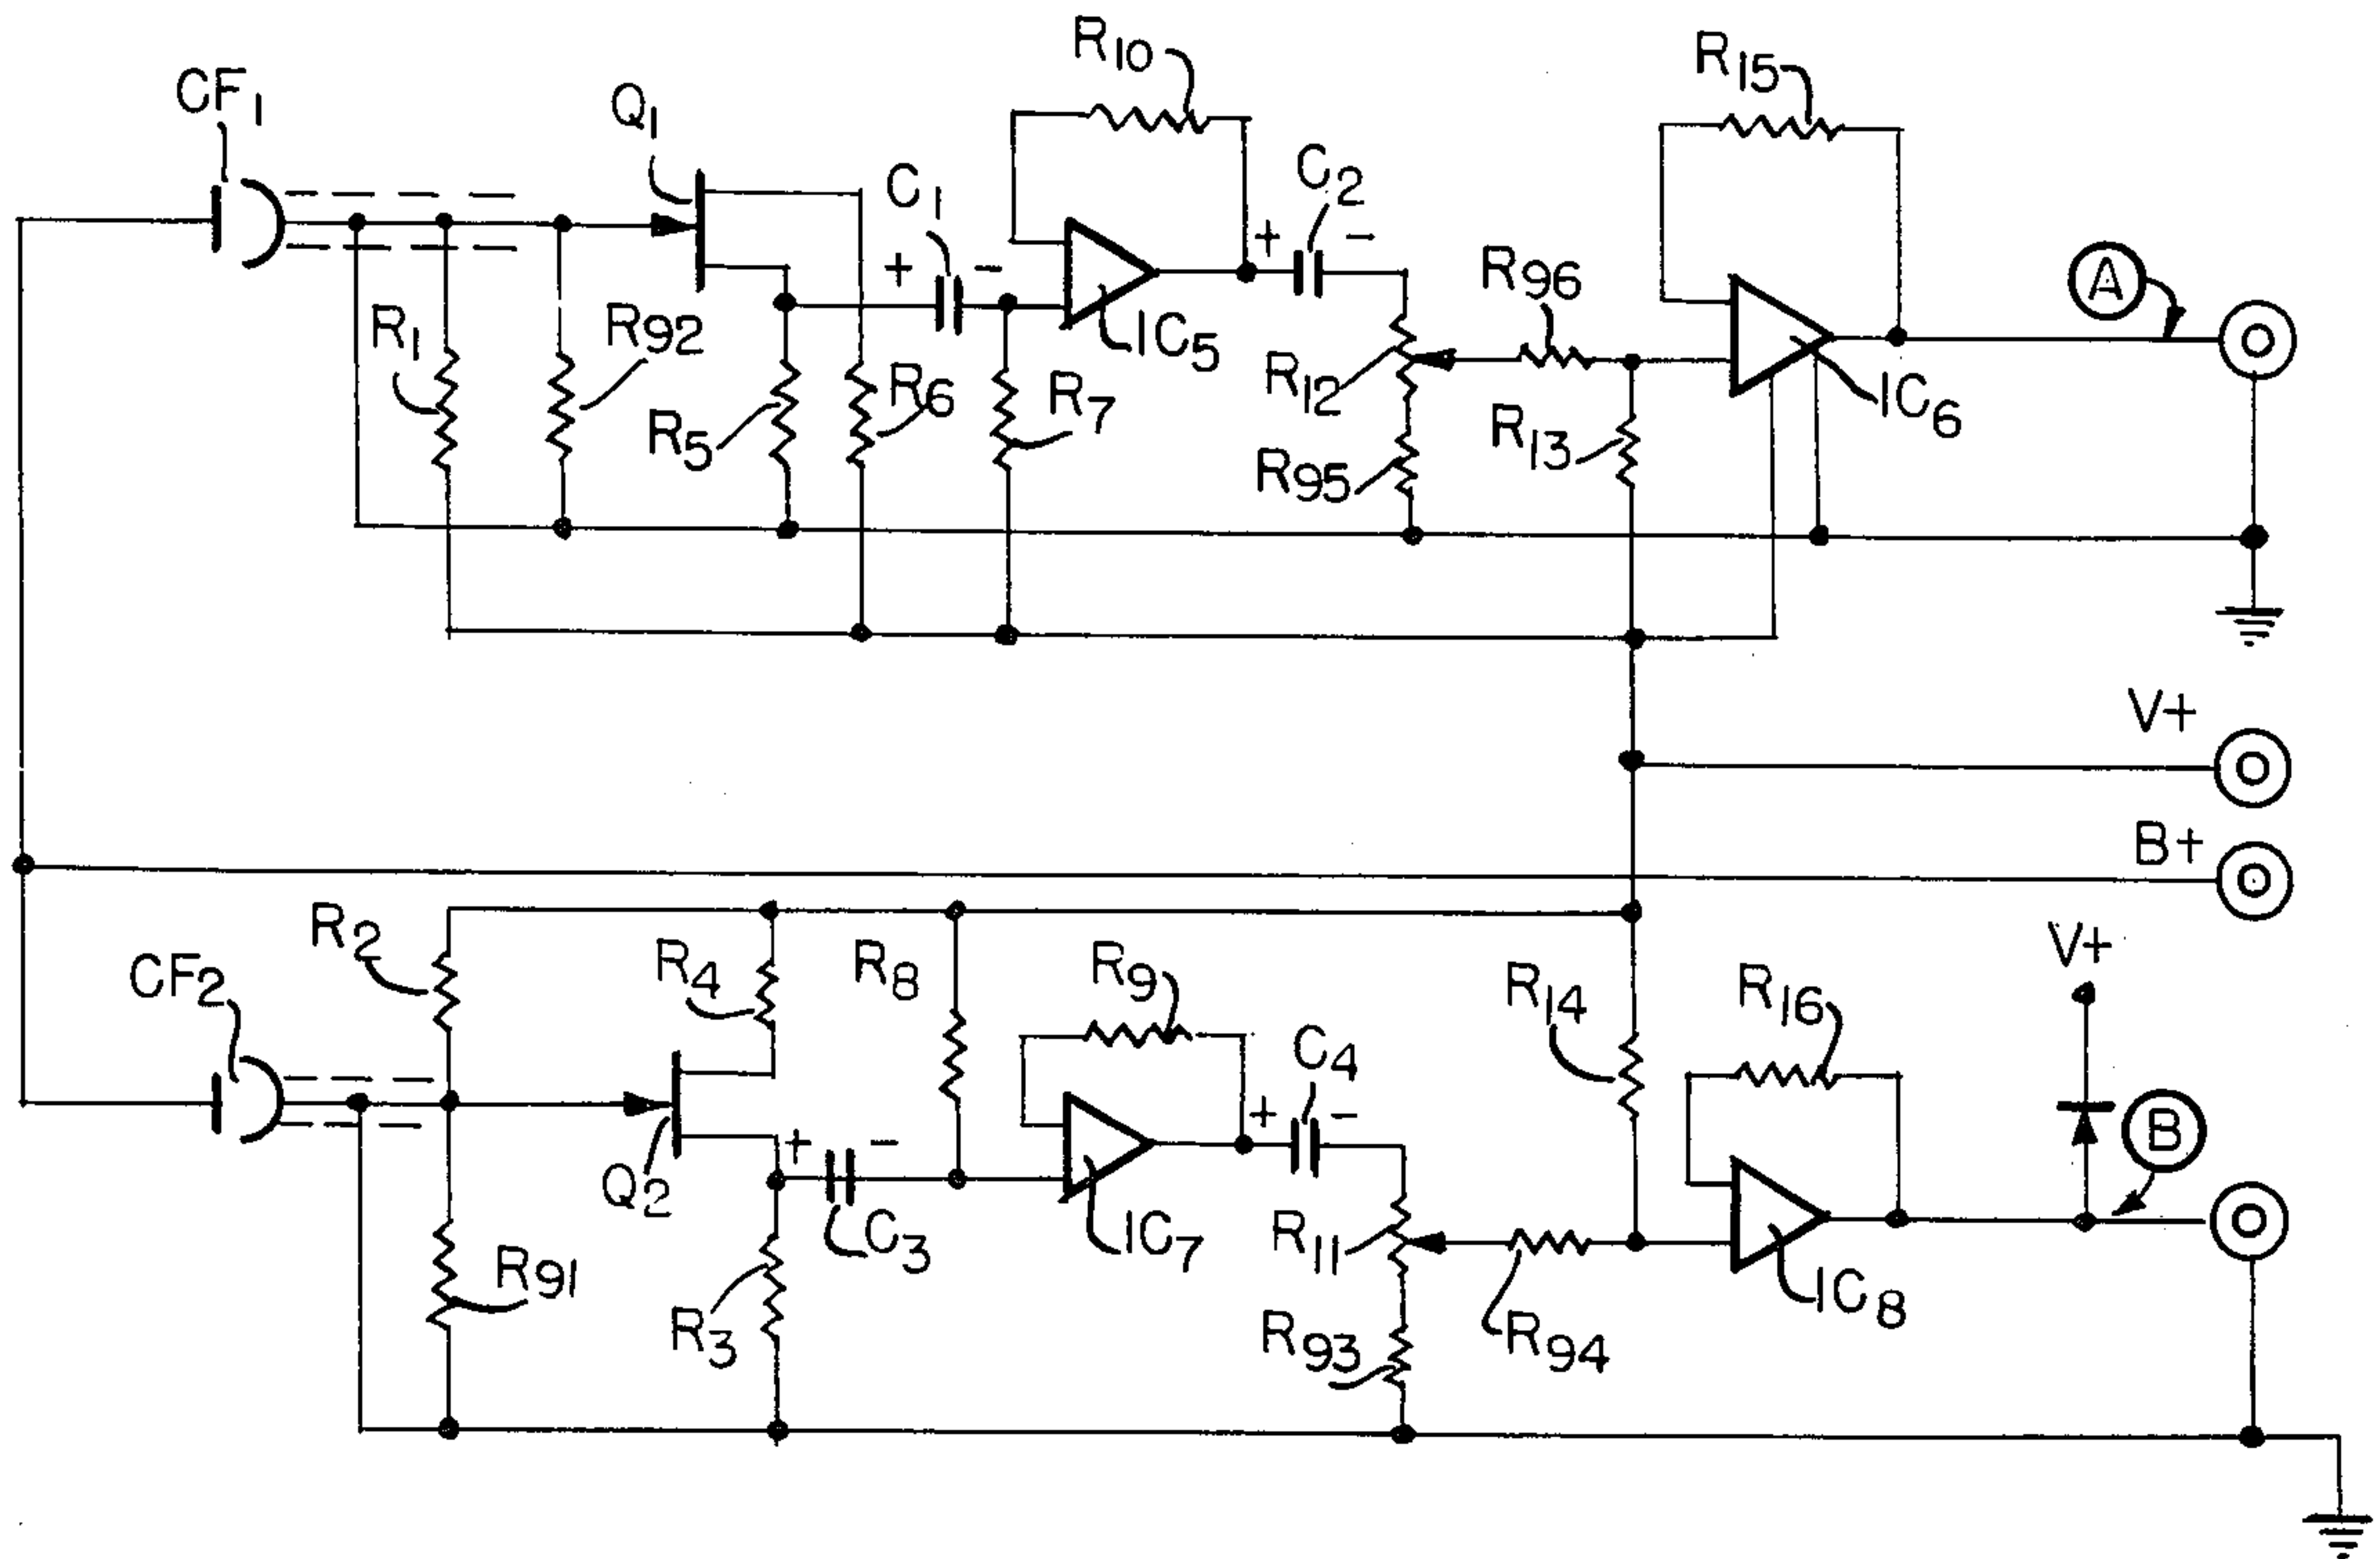 R10
R15
CF1
Q1
C1
+
-
C2
+
-
R96
A
R1
R92
R5
R6
R7
IC5
R12
R95
R13
IC6
V+
B+
R2
CF2
R4
R8
R9
C4
+
-
R14
R16
V+
B
Q2
+
-
C3
R3
R91
IC7
R11
R93
R94
IC8